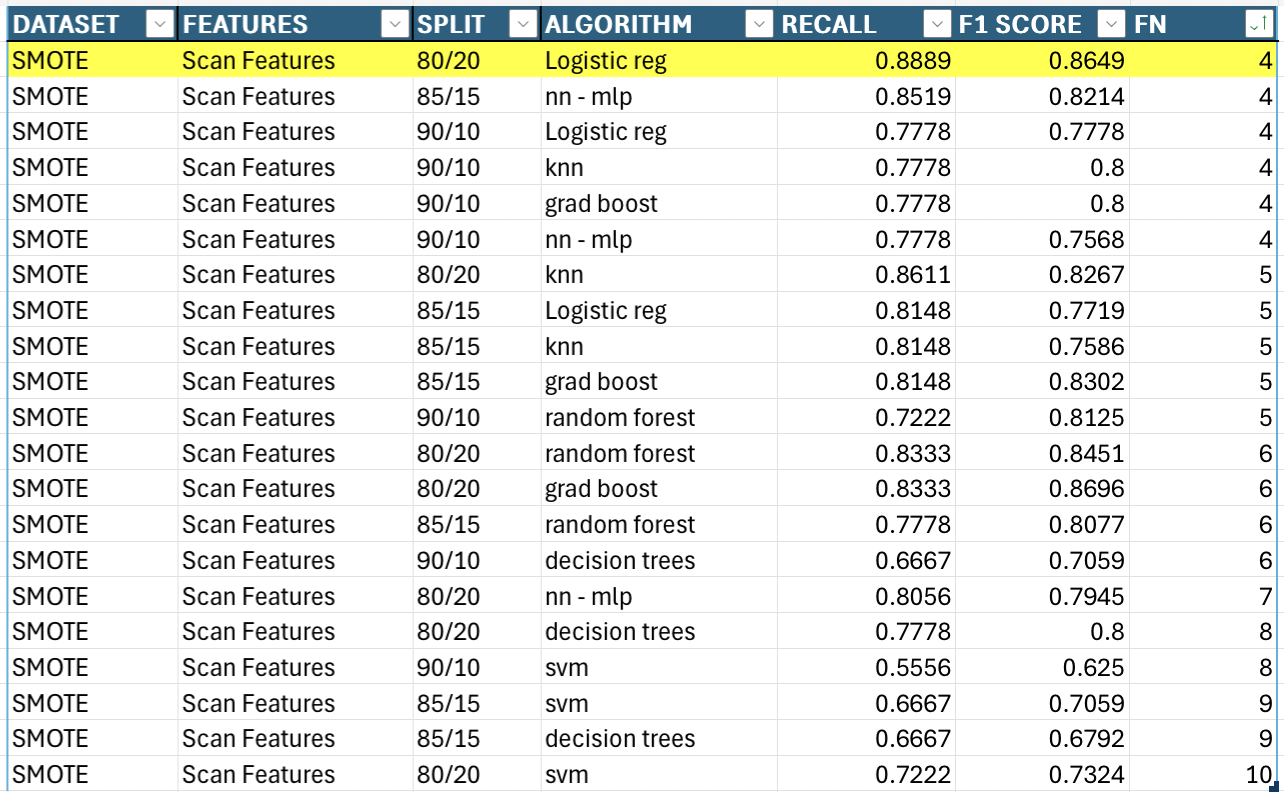 DATASET FEATURES SPLIT ALGORITHM RECALL F1 SCORE FN
SMOTE Scan Features 80/20 Logistic reg 0.8889 0.8649 4
SMOTE Scan Features 85/15 nn - mlp 0.8519 0.8214 4
SMOTE Scan Features 90/10 Logistic reg 0.7778 0.7778 4
SMOTE Scan Features 90/10 knn 0.7778 0.8 4
SMOTE Scan Features 90/10 grad boost 0.7778 0.8 4
SMOTE Scan Features 90/10 nn - mlp 0.7778 0.7568 4
SMOTE Scan Features 80/20 knn 0.8611 0.8267 5
SMOTE Scan Features 85/15 Logistic reg 0.8148 0.7719 5
SMOTE Scan Features 85/15 knn 0.8148 0.7586 5
SMOTE Scan Features 85/15 grad boost 0.8148 0.8302 5
SMOTE Scan Features 90/10 random forest 0.7222 0.8125 5
SMOTE Scan Features 80/20 random forest 0.8333 0.8451 6
SMOTE Scan Features 80/20 grad boost 0.8333 0.8696 6
SMOTE Scan Features 85/15 random forest 0.7778 0.8077 6
SMOTE Scan Features 90/10 decision trees 0.6667 0.7059 6
SMOTE Scan Features 80/20 nn - mlp 0.8056 0.7945 7
SMOTE Scan Features 80/20 decision trees 0.7778 0.8 8
SMOTE Scan Features 90/10 svm 0.5556 0.625 8
SMOTE Scan Features 85/15 svm 0.6667 0.7059 9
SMOTE Scan Features 85/15 decision trees 0.6667 0.6792 9
SMOTE Scan Features 80/20 svm 0.7222 0.7324 10